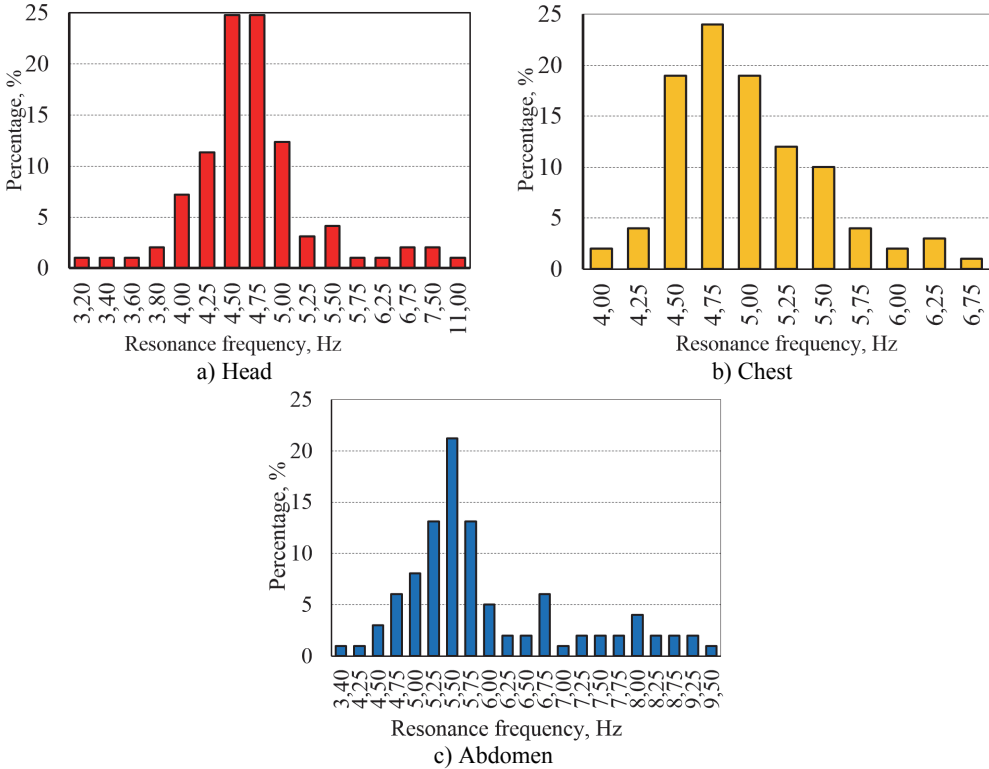 25
20
15
10
5
0
Percentage, %
3,20 3,40 3,60 3,80 4,00 4,25 4,50 4,75 5,00 5,25 5,50 5,75 6,25 6,75 7,50 11,00
Resonance frequency, Hz
a) Head
25
20
15
10
5
0
Percentage, %
4,00 4,25 4,50 4,75 5,00 5,25 5,50 5,75 6,00 6,25 6,75
Resonance frequency, Hz
b) Chest
25
20
15
10
5
0
Percentage, %
3,40 4,25 4,50 4,75 5,00 5,25 5,50 5,75 6,00 6,25 6,50 6,75 7,00 7,25 7,50 7,75 8,00 8,25 8,75 9,25 9,50
Resonance frequency, Hz
c) Abdomen